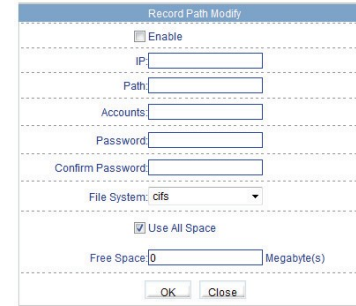 Record Path Modify
Enable
IP:
Path:
Accounts:
Password:
Confirm Password:
File System: cifs
Use All Space
Free Space: 0 Megabyte(s)
OK Close